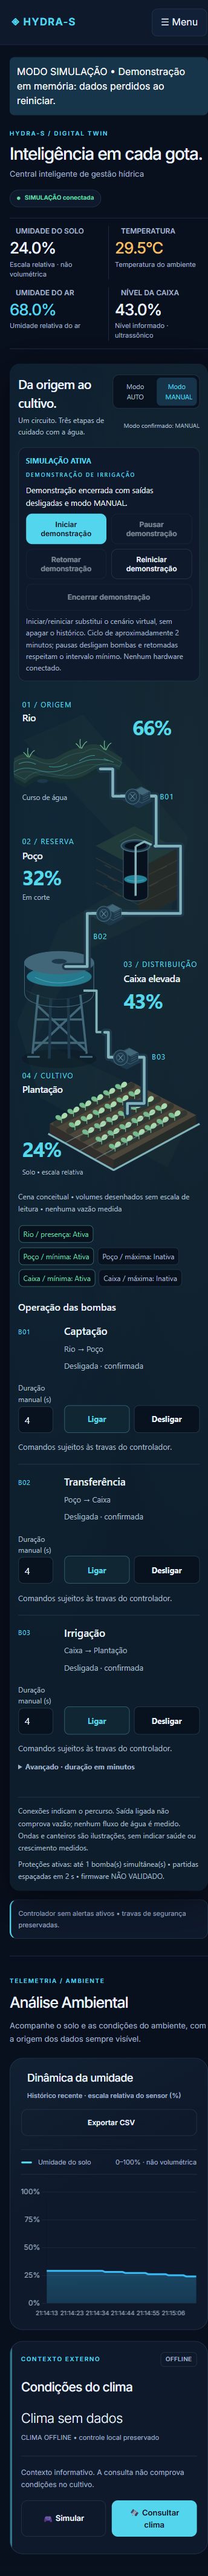 HYDRA-S
☰ Menu
MODO SIMULAÇÃO • Demonstração
em memória: dados perdidos ao
reiniciar.
HYDRA-S / DIGITAL TWIN
Inteligência em cada gota.
Central inteligente de gestão hídrica
SIMULAÇÃO conectada
UMIDADE DO SOLO
24.0%
Escala relativa · não
volumétrica
TEMPERATURA
29.5°C
Temperatura do ambiente
UMIDADE DO AR
68.0%
Umidade relativa do ar
NÍVEL DA CAIXA
43.0%
Nível informado ·
ultrassônico
Da origem ao
cultivo.
Um circuito. Três etapas de
cuidado com a água.
Modo
AUTO
Modo
MANUAL
Modo confirmado: MANUAL
SIMULAÇÃO ATIVA
DEMONSTRAÇÃO DE IRRIGAÇÃO
Demonstração encerrada com saídas
desligadas e modo MANUAL.
Iniciar
demonstração
Pausar
demonstração
Retomar
demonstração
Reiniciar
demonstração
Encerrar demonstração
Iniciar/reiniciar substitui o cenário virtual, sem
apagar o histórico. Ciclo de aproximadamente 2
minutos; pausas desligam bombas e retomadas
respeitam o intervalo mínimo. Nenhum hardware
conectado.
01 / ORIGEM
Rio
66%
Curso de água
B01
02 / RESERVA
Poço
32%
Em corte
B02
03 / DISTRIBUIÇÃO
Caixa elevada
43%
B03
04 / CULTIVO
Plantação
24%
Solo • escala relativa
Cena conceitual • volumes desenhados sem escala de
leitura • nenhuma vazão medida
Rio / presença: Ativa
Poço / mínima: Ativa
Poço / máxima: Inativa
Caixa / mínima: Ativa
Caixa / máxima: Inativa
Operação das bombas
B01
Captação
Rio → Poço
Desligada · confirmada
Duração
manual (s)
4
Ligar
Desligar
Comandos sujeitos às travas do controlador.
B02
Transferência
Poço → Caixa
Desligada · confirmada
Duração
manual (s)
4
Ligar
Desligar
Comandos sujeitos às travas do controlador.
B03
Irrigação
Caixa → Plantação
Desligada · confirmada
Duração
manual (s)
4
Ligar
Desligar
Comandos sujeitos às travas do controlador.
▸ Avançado · duração em minutos
Conexões indicam o percurso. Saída ligada não
comprova vazão; nenhum fluxo de água é medido.
Ondas e canteiros são ilustrações, sem indicar saúde ou
crescimento medidos.
Proteções ativas: até 1 bomba(s) simultânea(s) • partidas
espaçadas em 2 s • firmware NÃO VALIDADO.
Controlador sem alertas ativos • travas de segurança
preservadas.
TELEMETRIA / AMBIENTE
Análise Ambiental
Acompanhe o solo e as condições do ambiente, com
a origem dos dados sempre visível.
Dinâmica da umidade
Histórico recente · escala relativa do sensor (%)
Exportar CSV
Umidade do solo
0–100% · não volumétrica
100%
75%
50%
25%
0%
21:14:13 21:14:23 21:14:34 21:14:44 21:14:55 21:15:06
CONTEXTO EXTERNO
OFFLINE
Condições do clima
Clima sem dados
CLIMA OFFLINE • controle local preservado
Contexto informativo. A consulta não comprova
condições no cultivo.
Simular
Consultar
clima